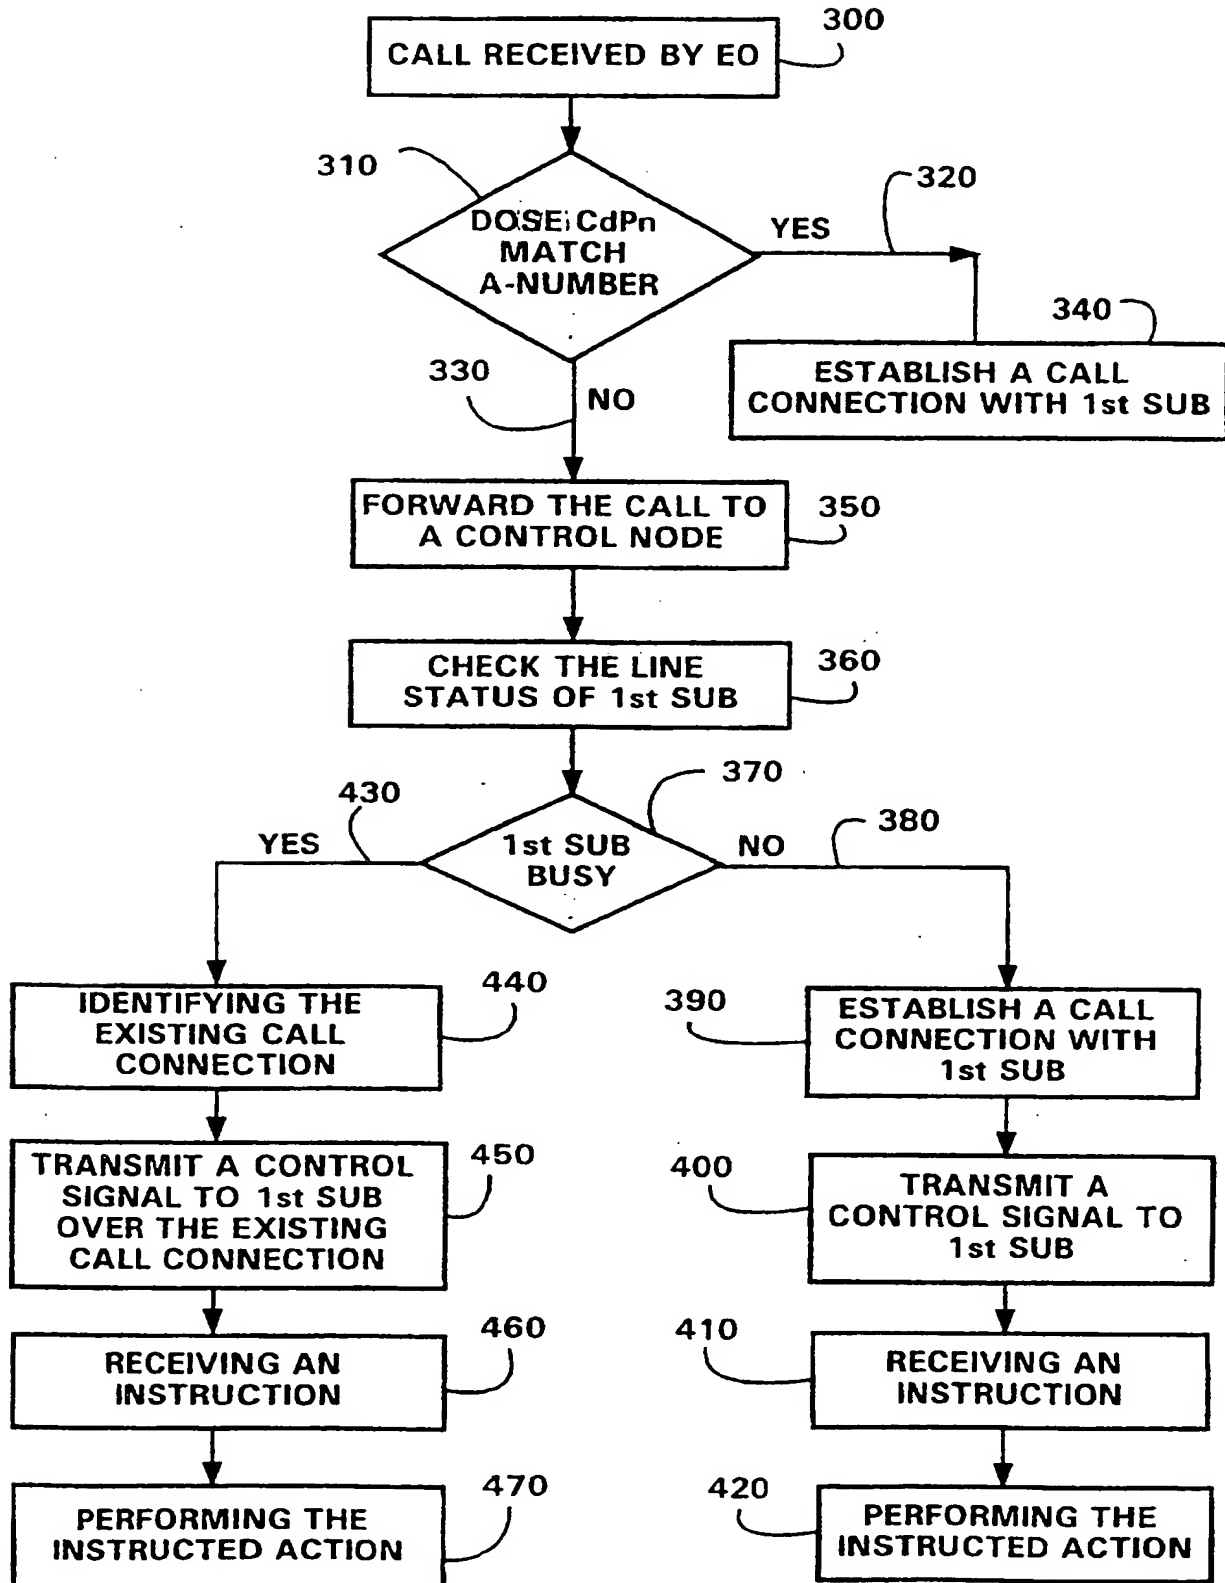 300
CALL RECEIVED BY EO
310
320
DOSE CdPn
MATCH
A-NUMBER
YES
340
ESTABLISH A CALL
CONNECTION WITH 1st SUB
330
NO
FORWARD THE CALL TO
A CONTROL NODE
350
CHECK THE LINE
STATUS OF 1st SUB
360
370
430
380
YES
1st SUB
BUSY
NO
IDENTIFYING THE
EXISTING CALL
CONNECTION
440
390
ESTABLISH A CALL
CONNECTION WITH
1st SUB
TRANSMIT A CONTROL
SIGNAL TO 1st SUB
OVER THE EXISTING
CALL CONNECTION
450
400
TRANSMIT A
CONTROL SIGNAL TO
1st SUB
RECEIVING AN
INSTRUCTION
460
410
RECEIVING AN
INSTRUCTION
PERFORMING THE
INSTRUCTED ACTION
470
420
PERFORMING THE
INSTRUCTED ACTION